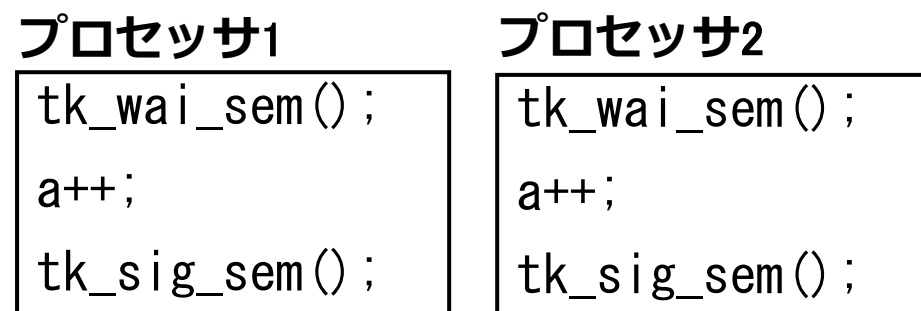 プロセッサ1
tk_wai_sem();
a++;
tk_sig_sem();
プロセッサ2
tk_wai_sem();
a++;
tk_sig_sem();